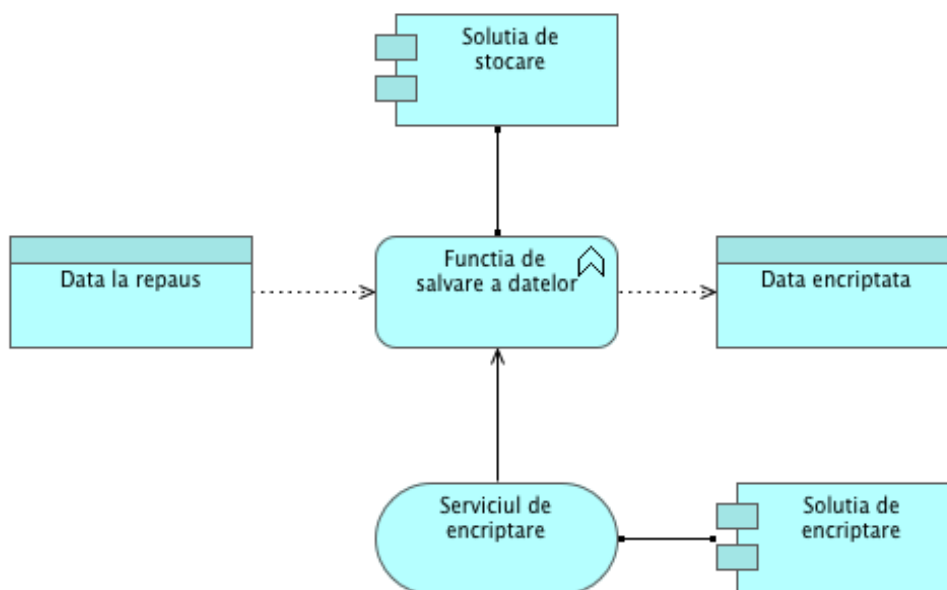 Solutia de
stocare
Data la repaus
Functia de
salvare a datelor
Data encriptata
Serviciul de
encriptare
Solutia de
encriptare